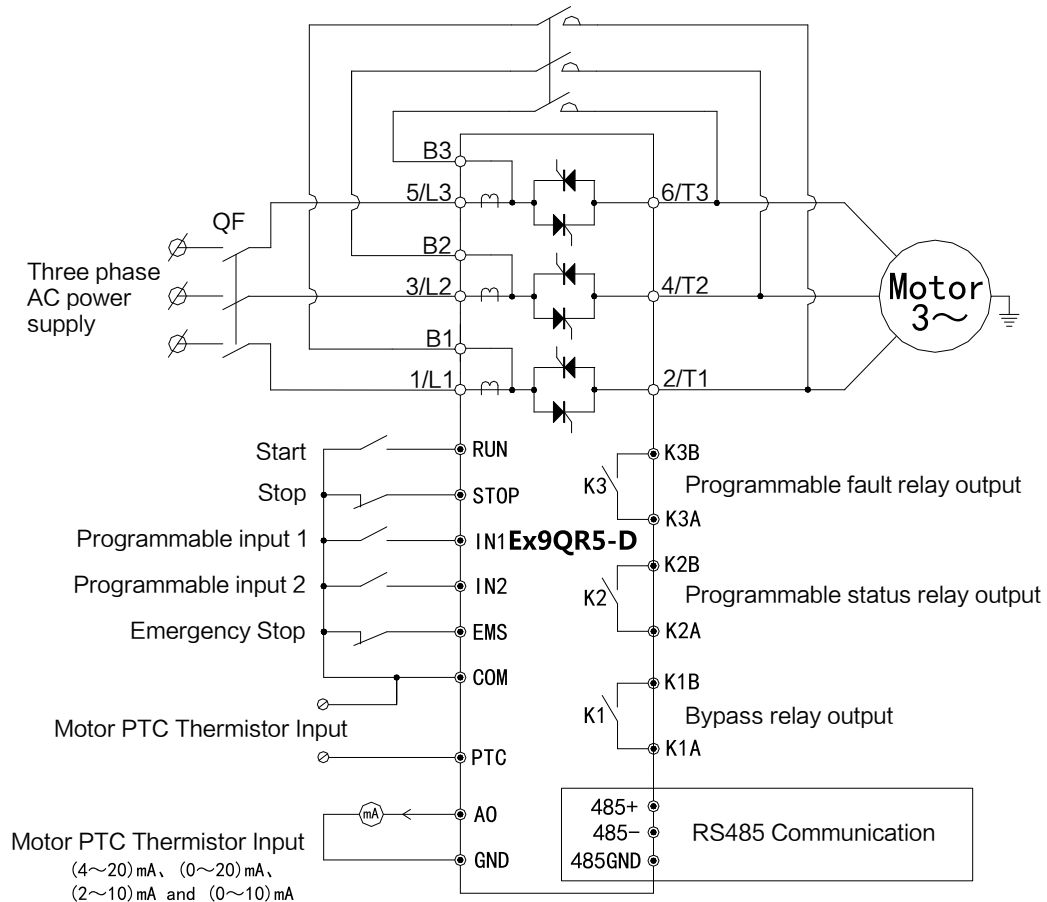 B3
5/L3
6/T3
QF
B2
Three phase
AC power
supply
3/L2
4/T2
Motor
3～
B1
1/L1
2/T1
Start
RUN
K3B
K3
Programmable fault relay output
Stop
STOP
K3A
Programmable input 1
IN1
Ex9QR5-D
K2B
Programmable input 2
IN2
K2
Programmable status relay output
Emergency Stop
EMS
K2A
COM
K1B
Motor PTC Thermistor Input
K1
Bypass relay output
PTC
K1A
mA
AO
485+
Motor PTC Thermistor Input
485−
RS485 Communication
GND
485GND
(4～20)mA、(0～20)mA、
(2～10)mA and (0～10)mA